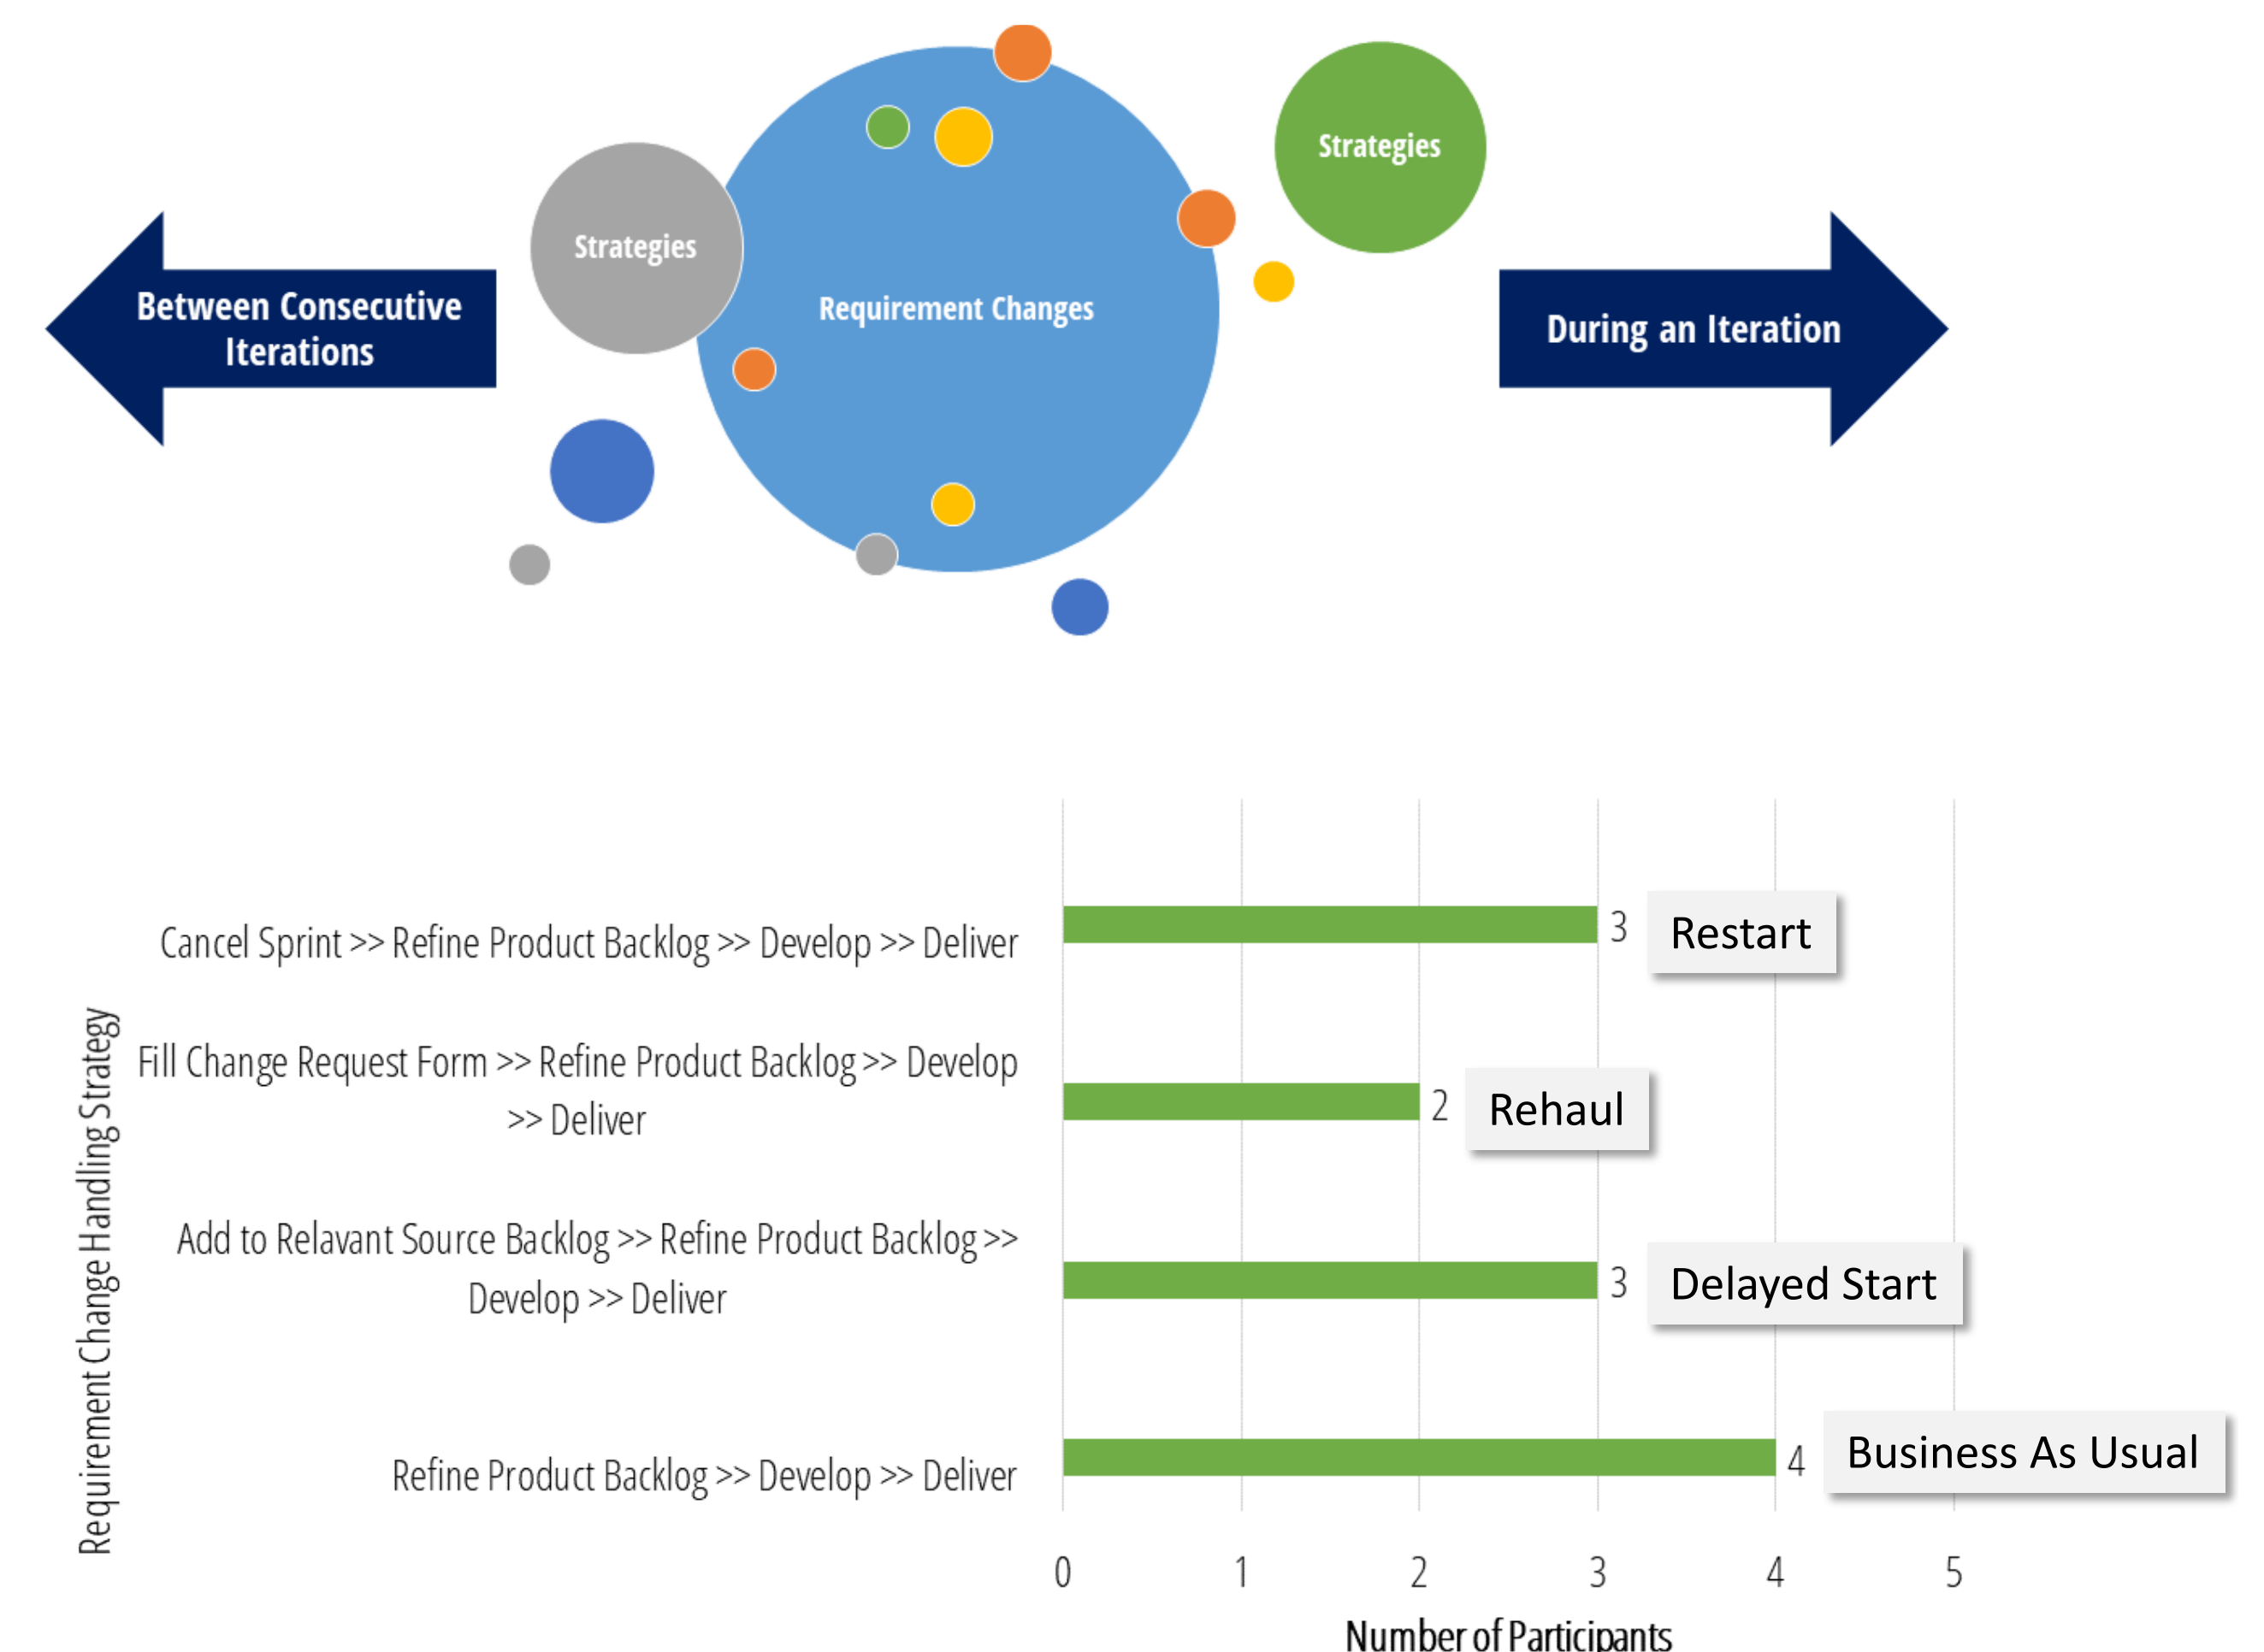 Strategies
Strategies
Requirement Changes
Between Consecutive
Iterations
During an Iteration
Requirement Change Handling Strategy
Cancel Sprint >> Refine Product Backlog >> Develop >> Deliver
3
Restart
Fill Change Request Form >> Refine Product Backlog >> Develop
>> Deliver
2
Rehaul
Add to Relavant Source Backlog >> Refine Product Backlog >>
Develop >> Deliver
3
Delayed Start
Refine Product Backlog >> Develop >> Deliver
4
Business As Usual
0 1 2 3 4 5
Number of Participants